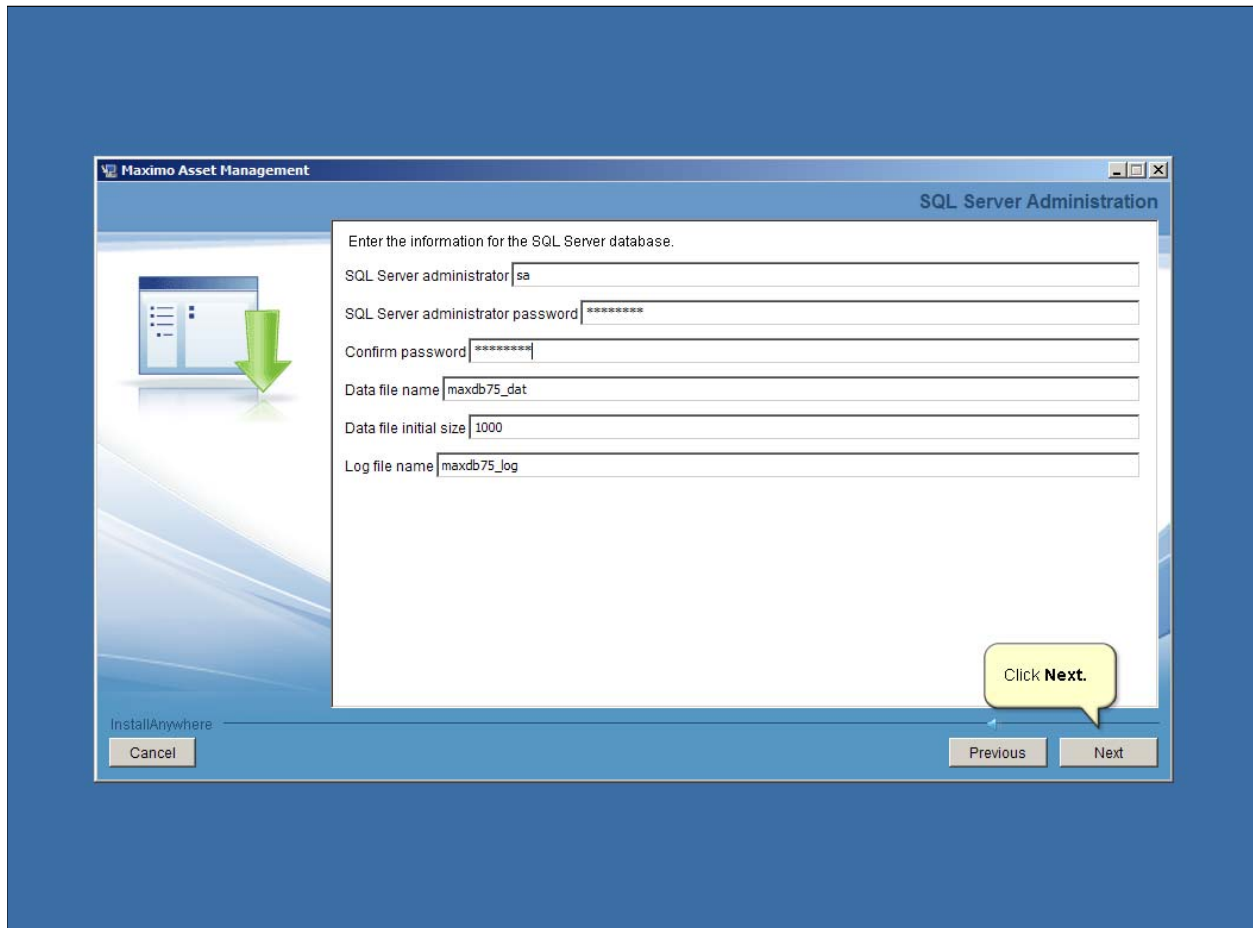 Maximo Asset Management
SQL Server Administration
Enter the information for the SQL Server database.
SQL Server administrator sa
SQL Server administrator password ********
Confirm password ********
Data file name maxdb75_dat
Data file initial size 1000
Log file name maxdb75_log
Click Next.
InstallAnywhere
Cancel Previous Next